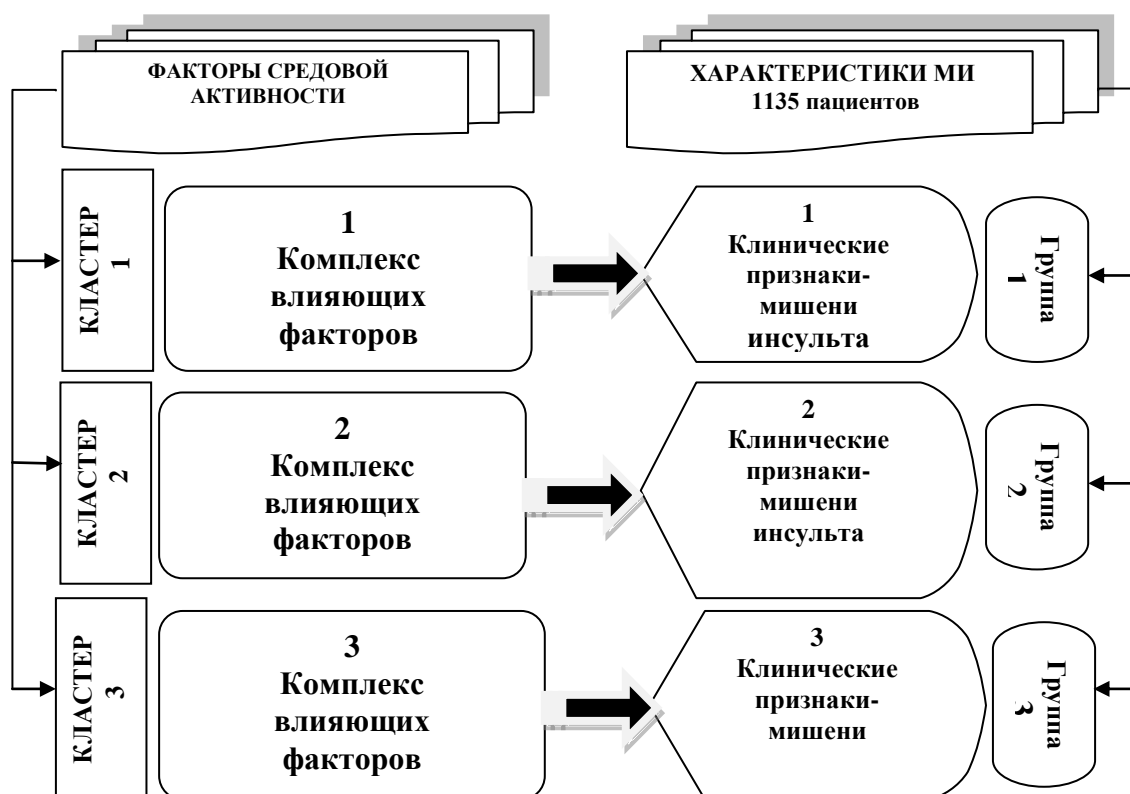 ФАКТОРЫ СРЕДОВОЙ
АКТИВНОСТИ
ХАРАКТЕРИСТИКИ МИ
1135 пациентов
КЛАСТЕР
1
1
Комплекс
влияющих
факторов
1
Клинические
признаки-
мишени
инсульта
Группа
1
КЛАСТЕР
2
2
Комплекс
влияющих
факторов
2
Клинические
признаки-
мишени
инсульта
Группа
2
КЛАСТЕР
3
3
Комплекс
влияющих
факторов
3
Клинические
признаки-
мишени
Группа
3